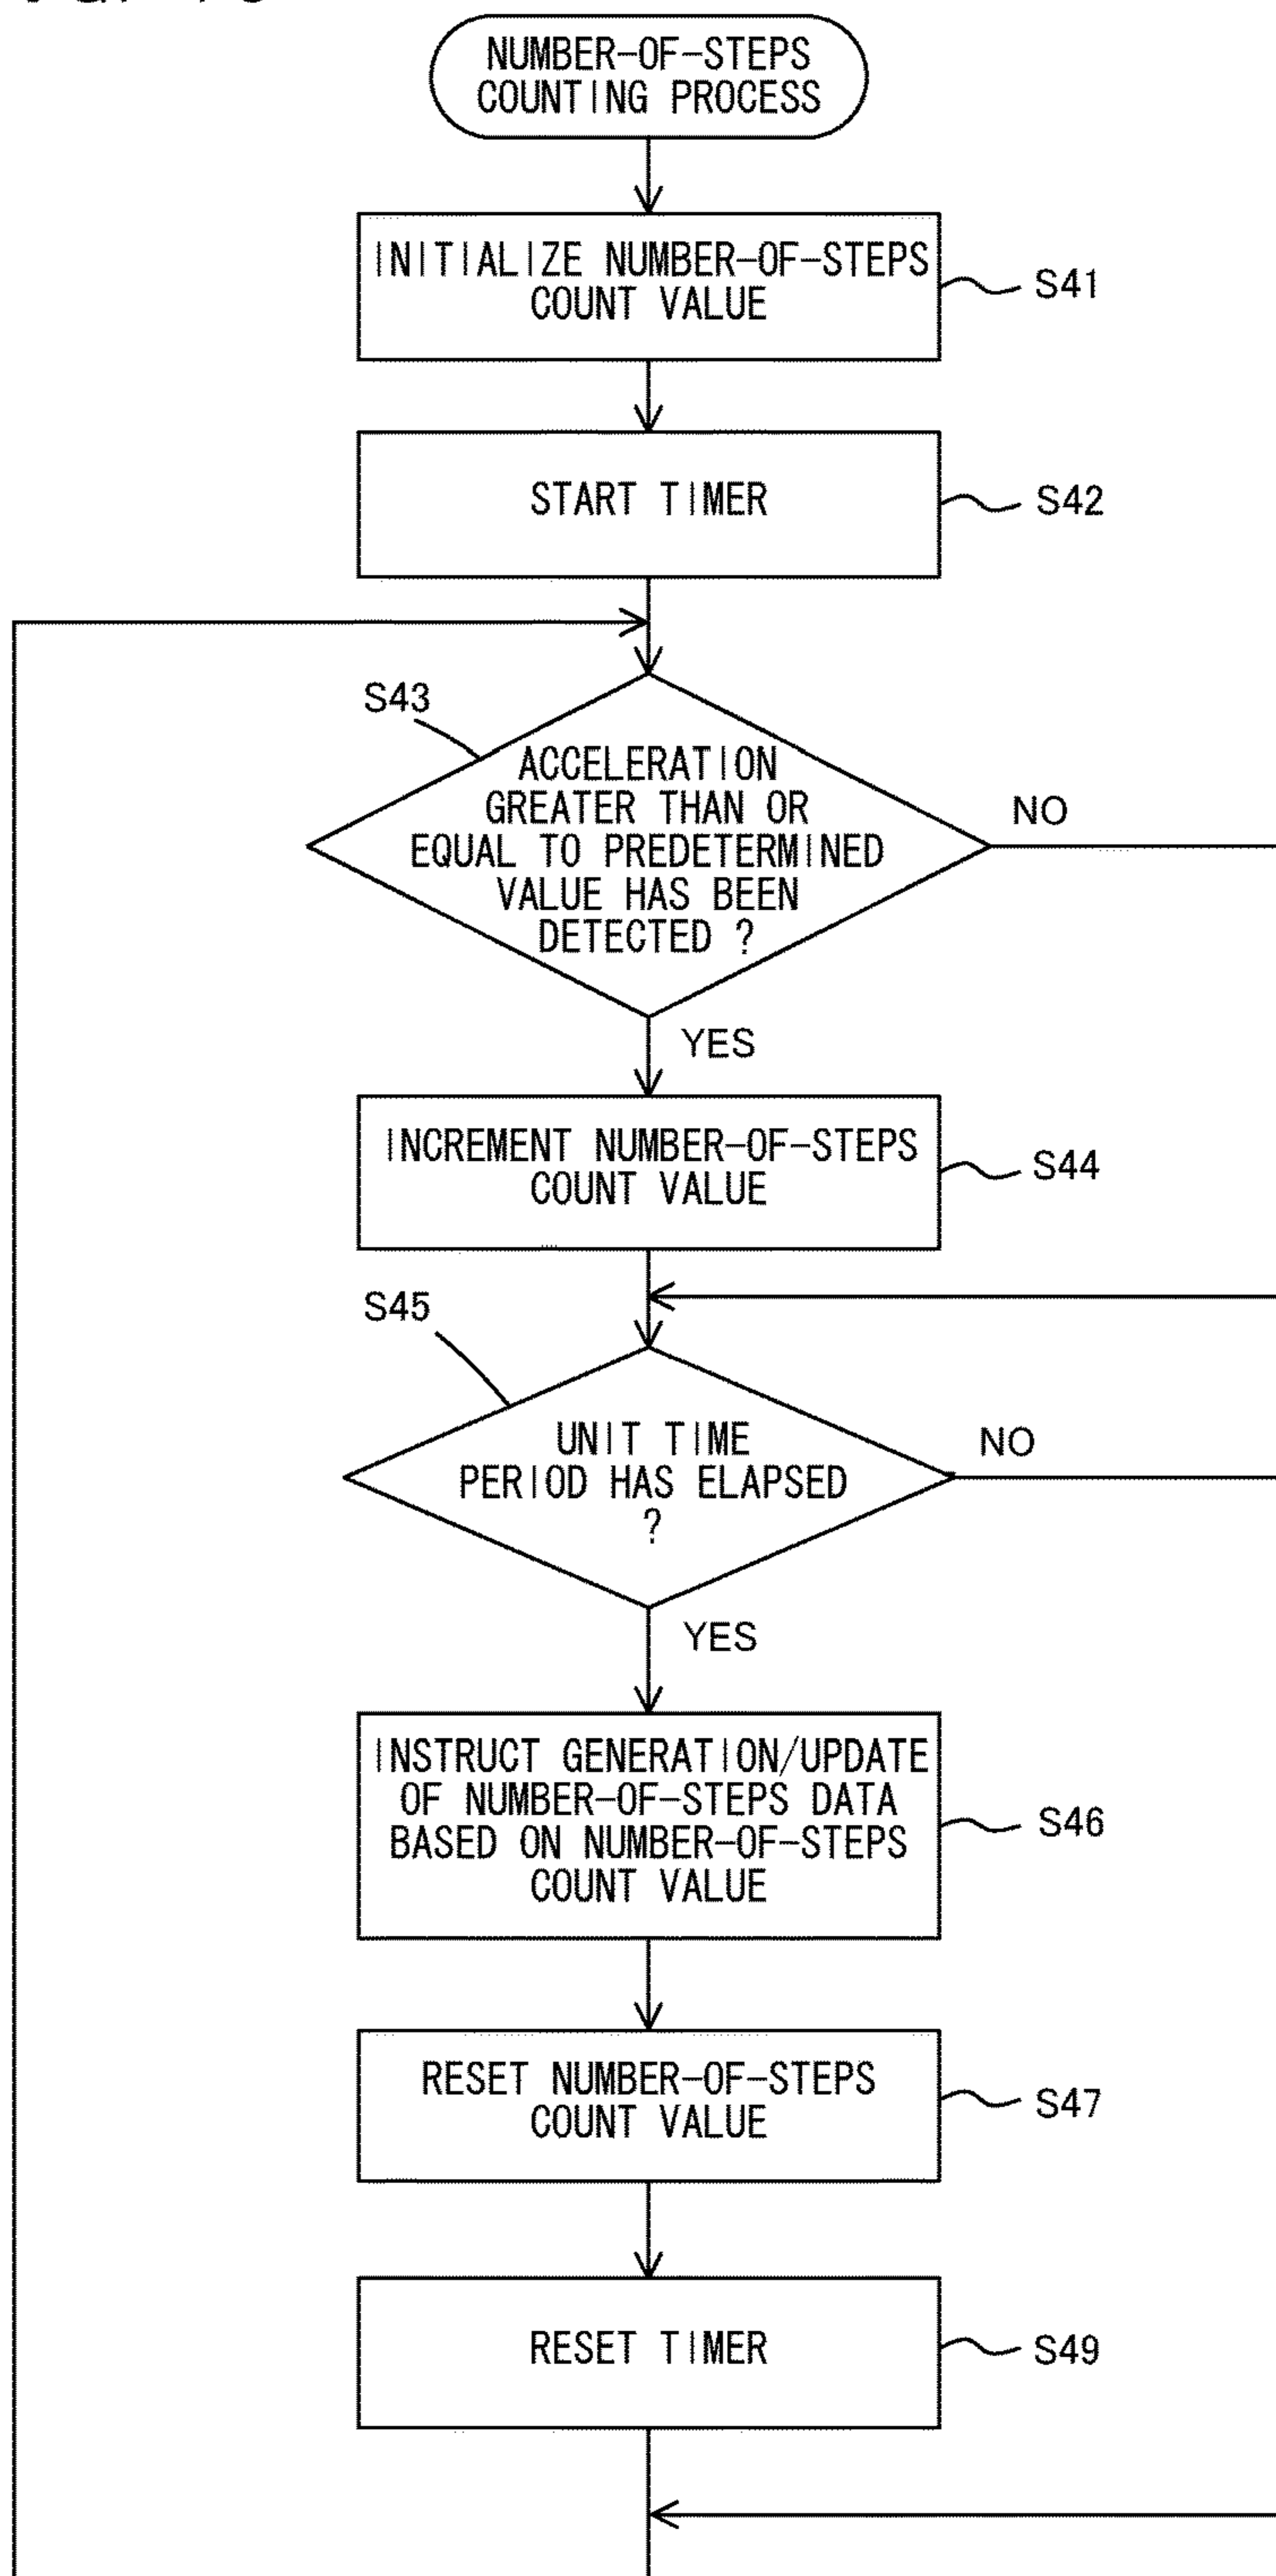 NUMBER-OF-STEPS
COUNTING PROCESS
INITIALIZE NUMBER-OF-STEPS
COUNT VALUE
S41
START TIMER
S42
S43
ACCELERATION
GREATER THAN OR
EQUAL TO PREDETERMINED
VALUE HAS BEEN
DETECTED ?
NO
YES
INCREMENT NUMBER-OF-STEPS
COUNT VALUE
S44
S45
UNIT TIME
PERIOD HAS ELAPSED
?
NO
YES
INSTRUCT GENERATION/UPDATE
OF NUMBER-OF-STEPS DATA
BASED ON NUMBER-OF-STEPS
COUNT VALUE
S46
RESET NUMBER-OF-STEPS
COUNT VALUE
S47
RESET TIMER
S49